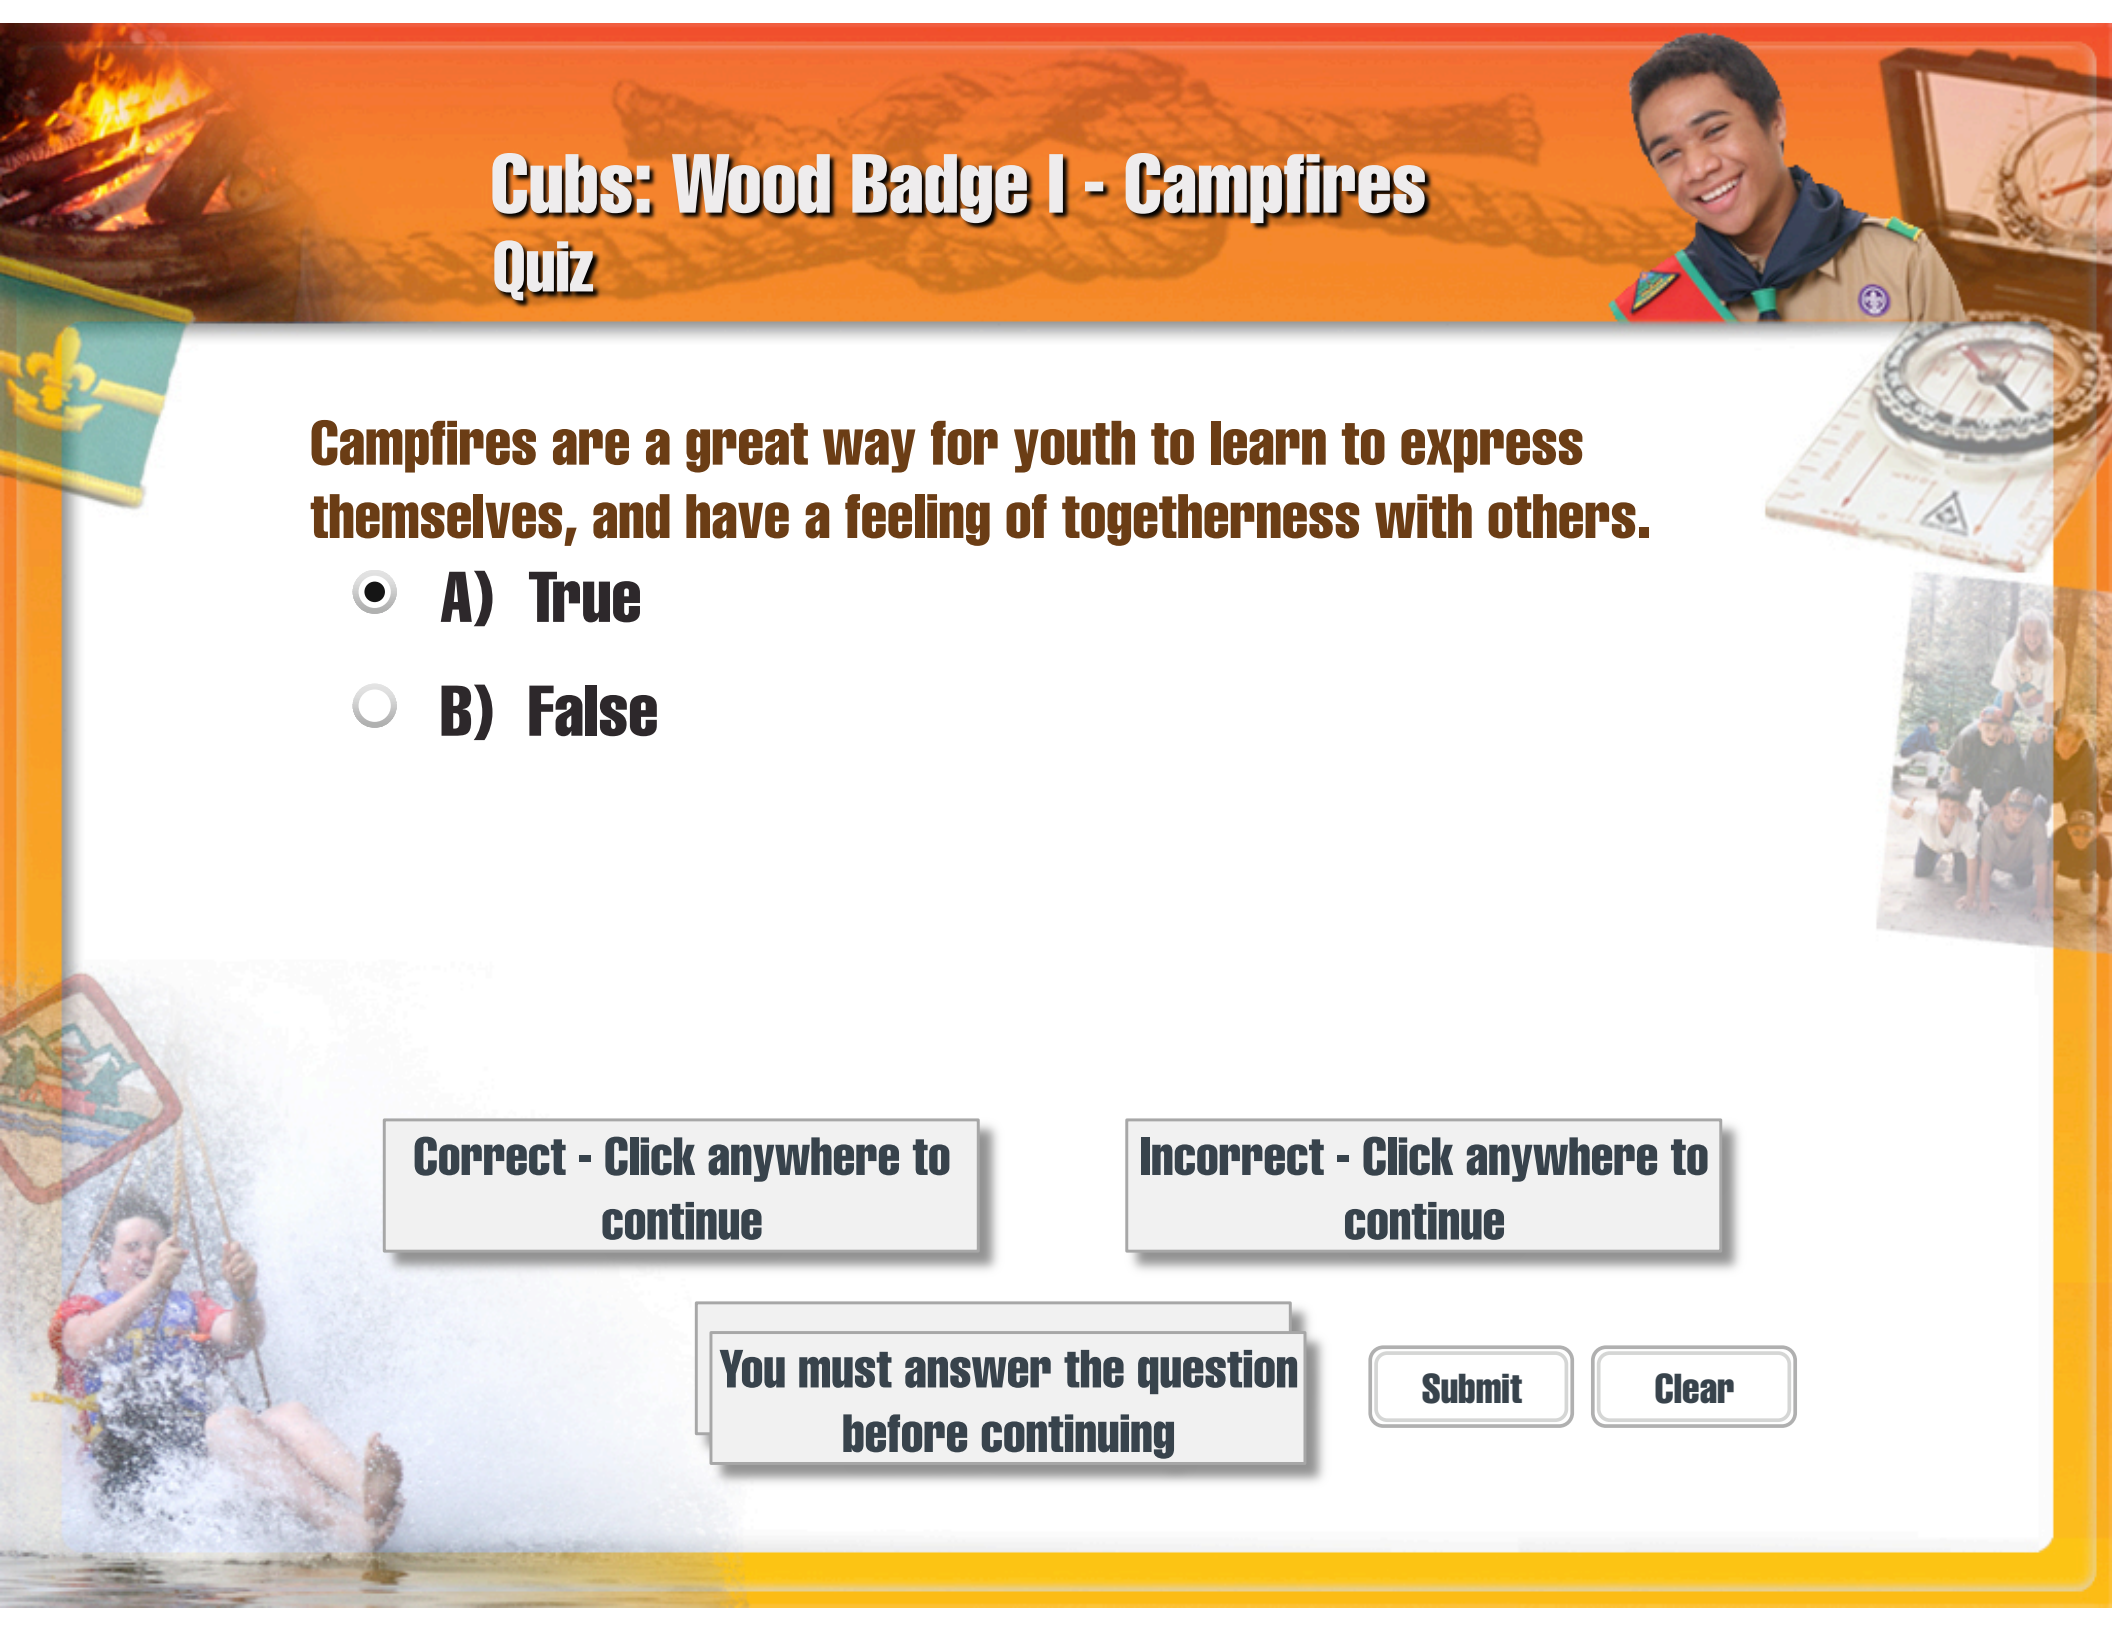 Cubs: Wood Badge I - Campfires
Quiz
Campfires are a great way for youth to learn to express
themselves, and have a feeling of togetherness with others.
A) True
B) False
Correct - Click anywhere to
continue
Incorrect - Click anywhere to
continue
You must answer the question
before continuing
Submit
Clear